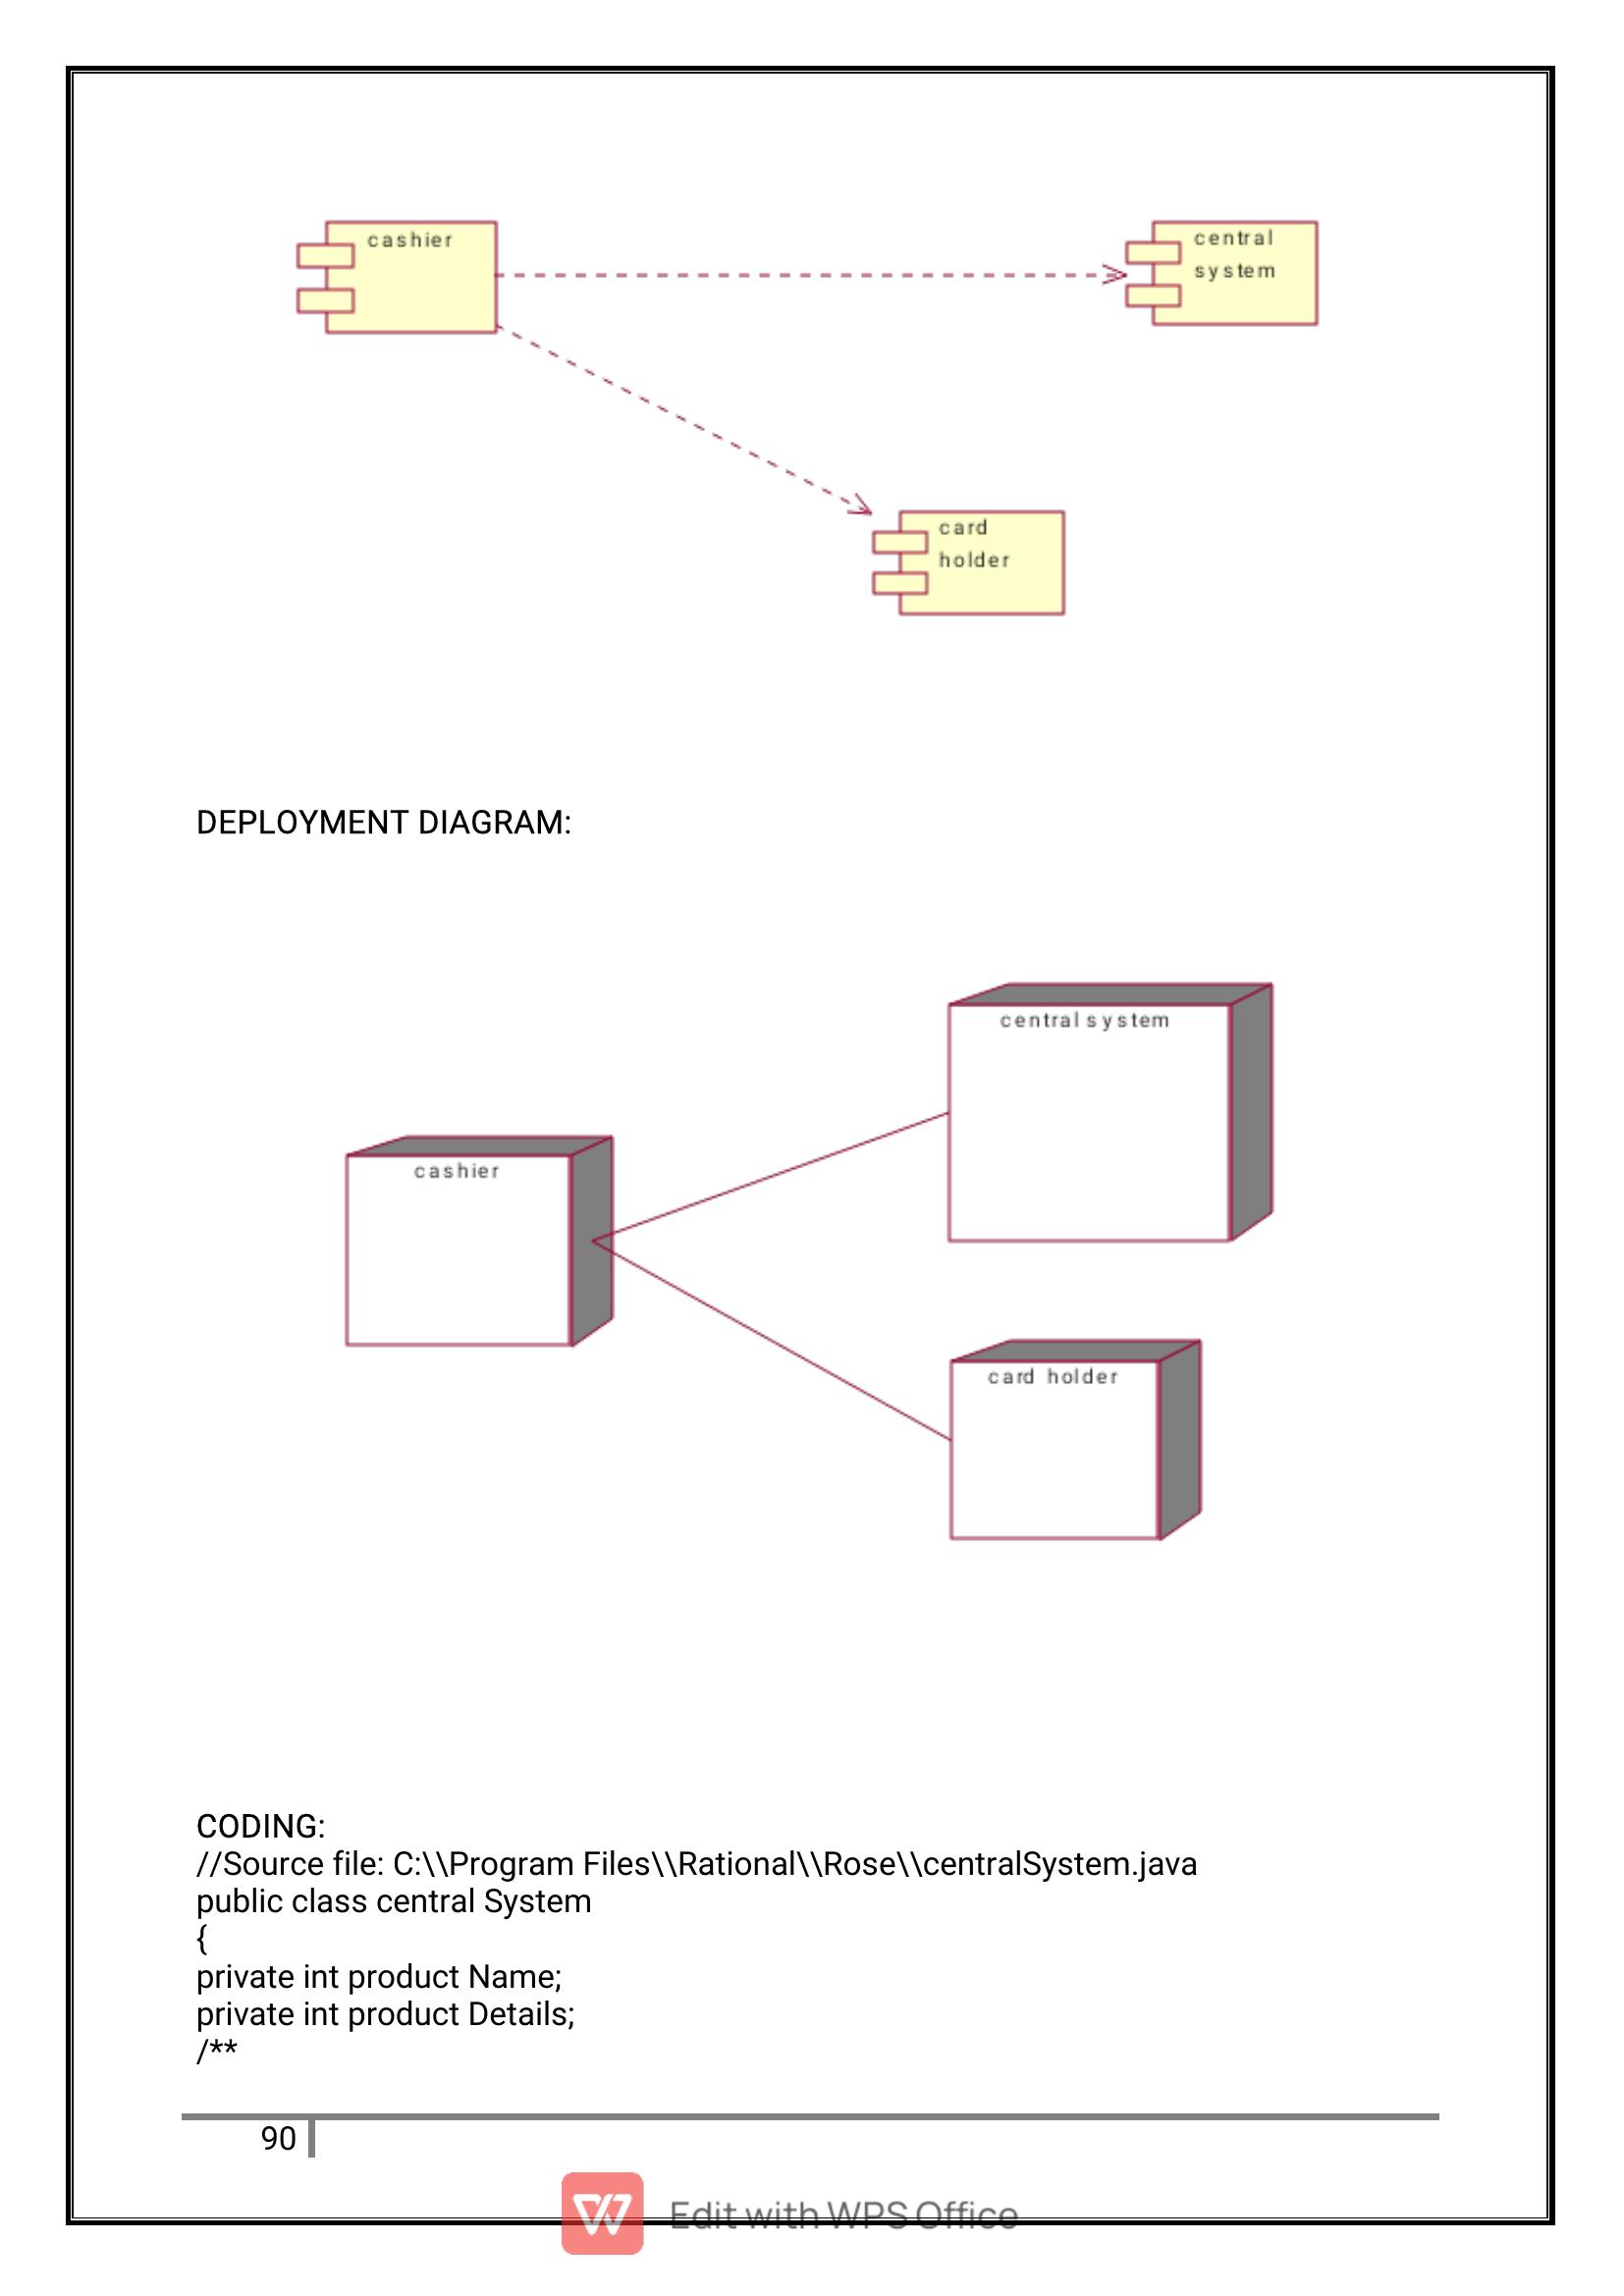 cashier
central
system
card
holder
DEPLOYMENT DIAGRAM:
central system
cashier
card holder
CODING:
//Source file: C:\\Program Files\\Rational\\Rose\\centralSystem.java
public class central System
{
private int product Name;
private int product Details;
/**
90
Edit with WPS Office